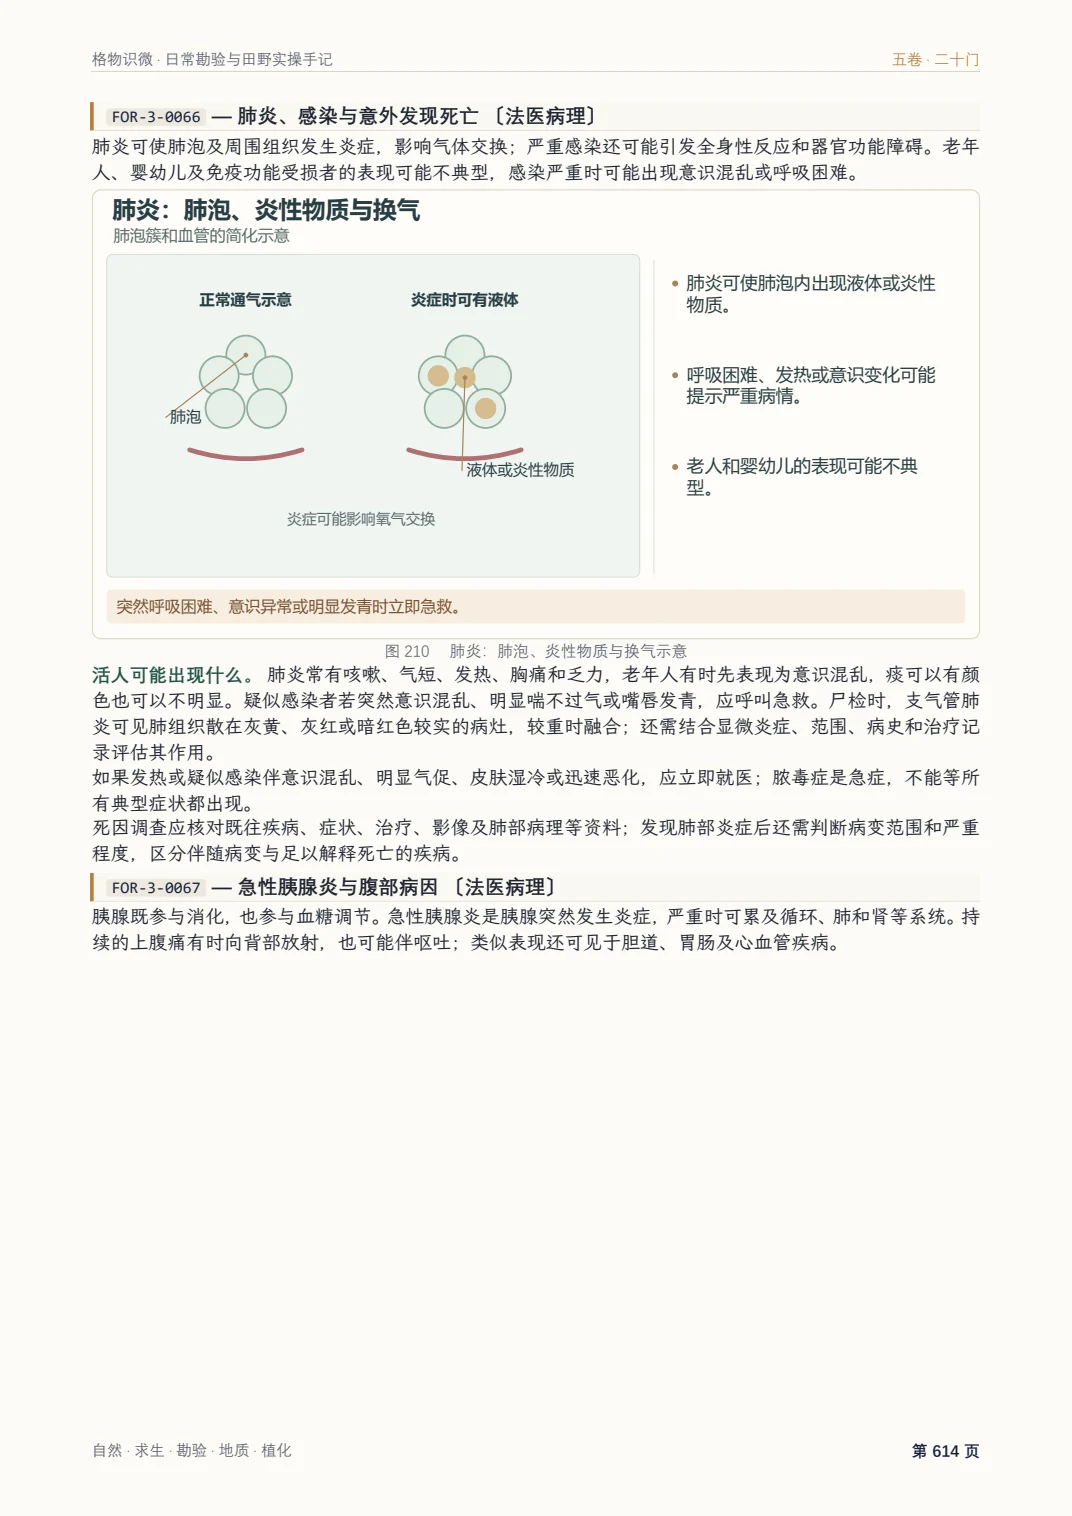 格物识微 · 日常勘验与田野实操手记
五卷 · 二十门
FOR-3-0066 — 肺炎、感染与意外发现死亡 〔法医病理〕
肺炎可使肺泡及周围组织发生炎症，影响气体交换；严重感染还可能引发全身性反应和器官功能障碍。老年
人、婴幼儿及免疫功能受损者的表现可能不典型，感染严重时可能出现意识混乱或呼吸困难。
肺炎：肺泡、炎性物质与换气
肺泡簇和血管的简化示意
正常通气示意
炎症时可有液体
肺泡
液体或炎性物质
炎症可能影响氧气交换
• 肺炎可使肺泡内出现液体或炎性
物质。
• 呼吸困难、发热或意识变化可能
提示严重病情。
• 老人和婴幼儿的表现可能不典
型。
突然呼吸困难、意识异常或明显发青时立即急救。
图 210 肺炎：肺泡、炎性物质与换气示意
活人可能出现什么。 肺炎常有咳嗽、气短、发热、胸痛和乏力，老年人有时先表现为意识混乱，痰可以有颜
色也可以不明显。疑似感染者若突然意识混乱、明显喘不过气或嘴唇发青，应呼叫急救。尸检时，支气管肺
炎可见肺组织散在灰黄、灰红或暗红色较实的病灶，较重时融合；还需结合显微炎症、范围、病史和治疗记
录评估其作用。
如果发热或疑似感染伴意识混乱、明显气促、皮肤湿冷或迅速恶化，应立即就医；脓毒症是急症，不能等所
有典型症状都出现。
死因调查应核对既往疾病、症状、治疗、影像及肺部病理等资料；发现肺部炎症后还需判断病变范围和严重
程度，区分伴随病变与足以解释死亡的疾病。
FOR-3-0067 — 急性胰腺炎与腹部病因 〔法医病理〕
胰腺既参与消化，也参与血糖调节。急性胰腺炎是胰腺突然发生炎症，严重时可累及循环、肺和肾等系统。持
续的上腹痛有时向背部放射，也可能伴呕吐；类似表现还可见于胆道、胃肠及心血管疾病。
自然 · 求生 · 勘验 · 地质 · 植化
第 614 页